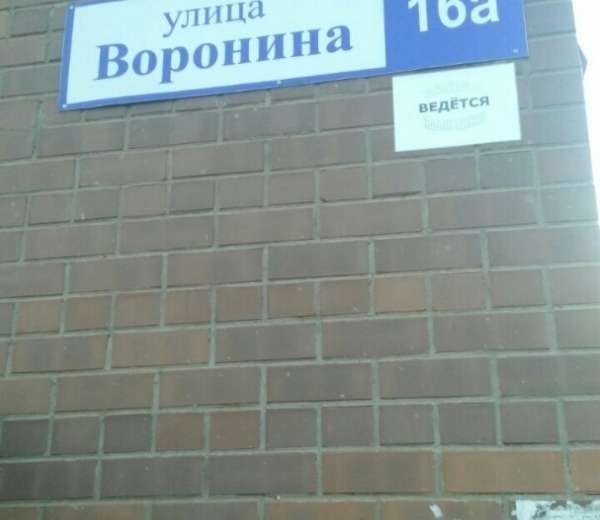 улица
Воронина
16а
ВЕДЁТСЯ